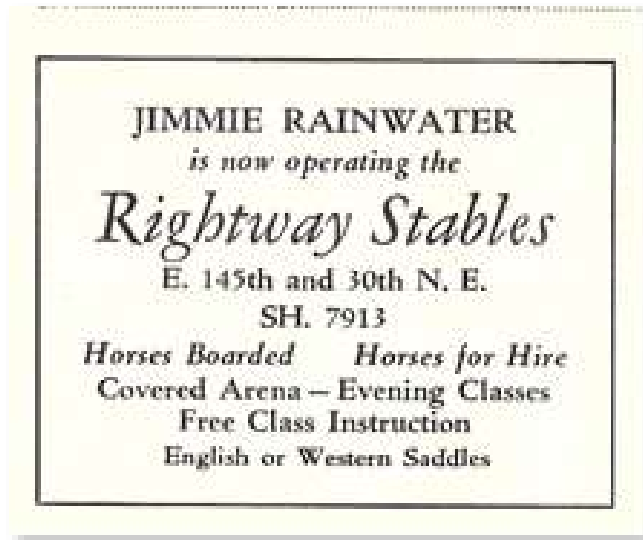 JIMMIE RAINWATER
is now operating the
Rightway Stables
E. 145th and 30th N. E.
SH. 7913
Horses Boarded Horses for Hire
Covered Arena – Evening Classes
Free Class Instruction
English or Western Saddles